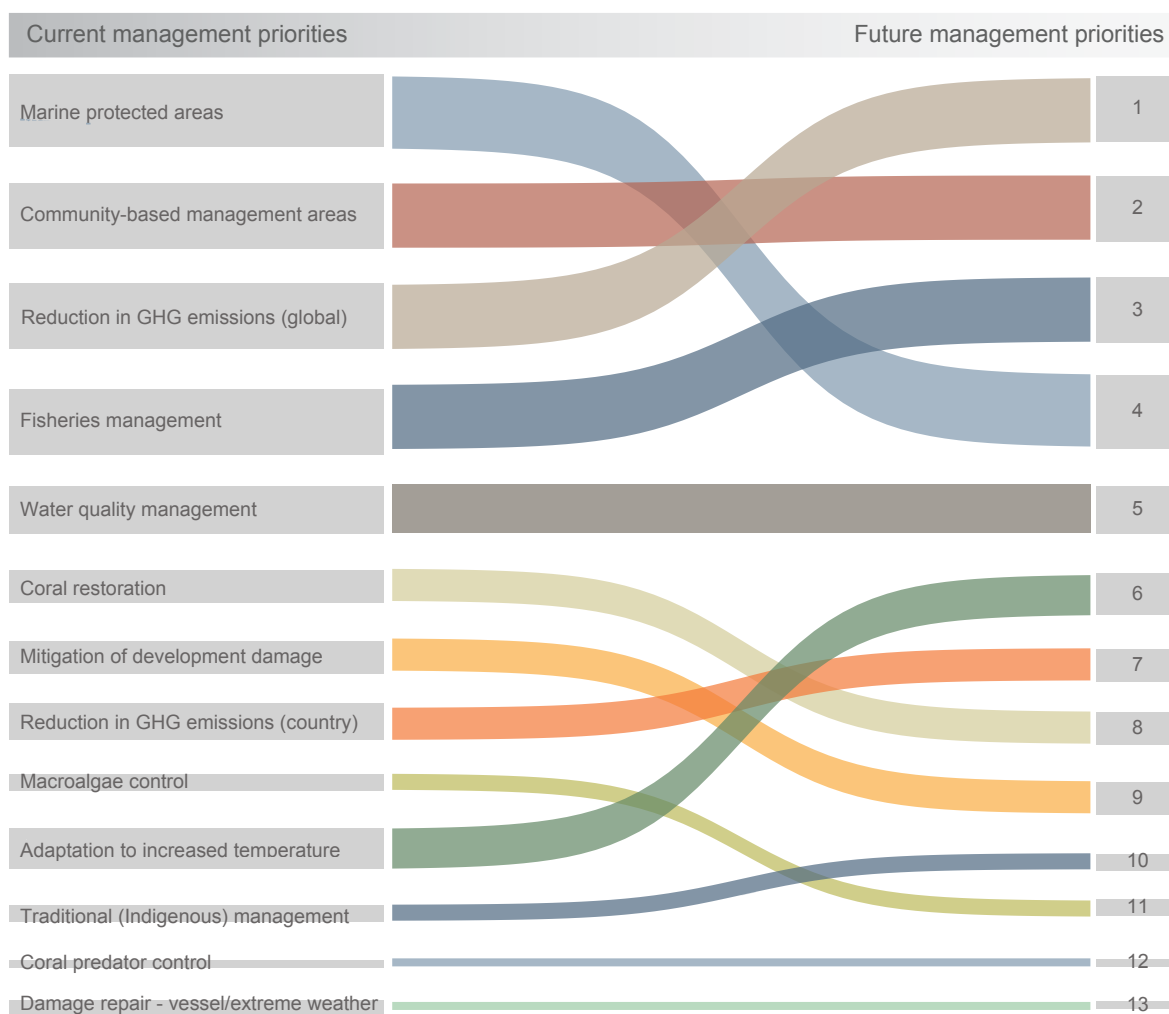 Current management priorities
Future management priorities
Marine protected areas
1
Community-based management areas
2
Reduction in GHG emissions (global)
3
Fisheries management
4
Water quality management
5
Coral restoration
6
Mitigation of development damage
7
Reduction in GHG emissions (country)
8
Macroalgae control
9
Adaptation to increased temperature
10
Traditional (Indigenous) management
11
Coral predator control
12
Damage repair - vessel/extreme weather
13